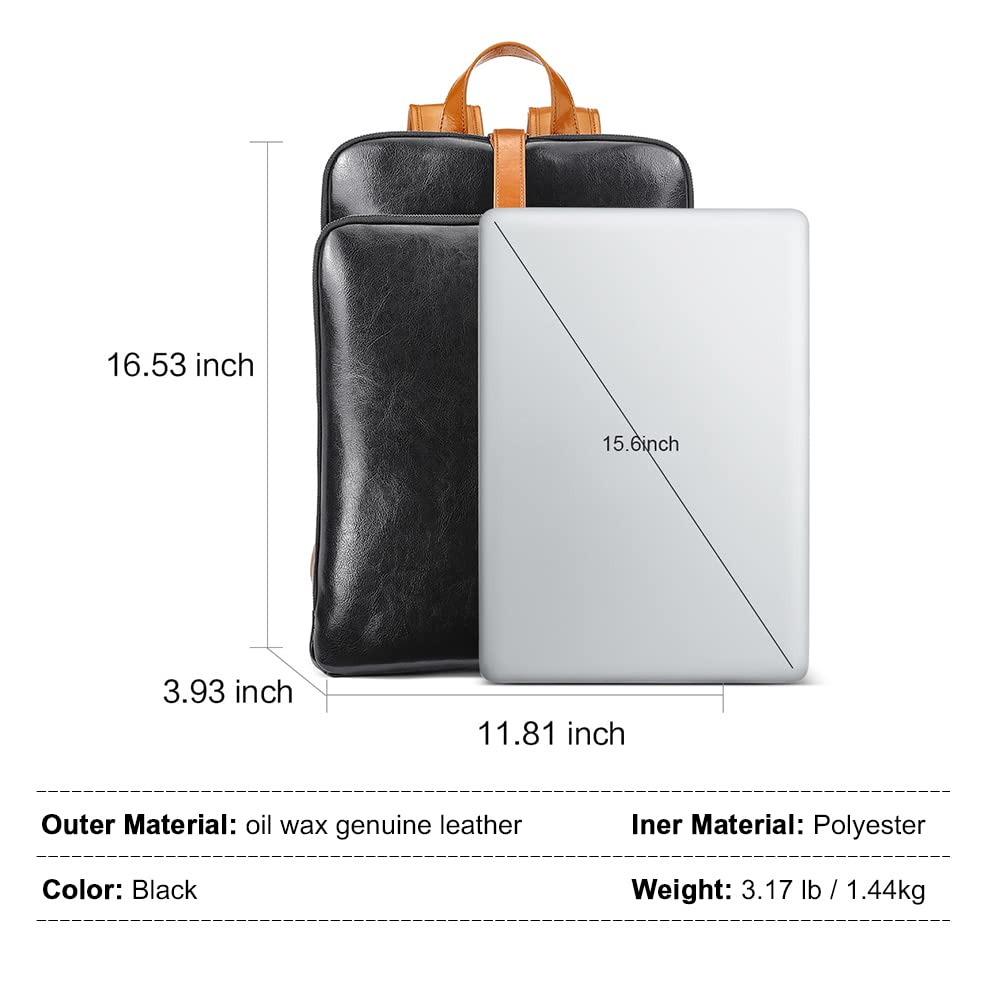 16.53 inch
15.6inch
3.93 inch
11.81 inch
Outer Material: oil wax genuine leather
Iner Material: Polyester
Color: Black
Weight: 3.17 lb / 1.44kg